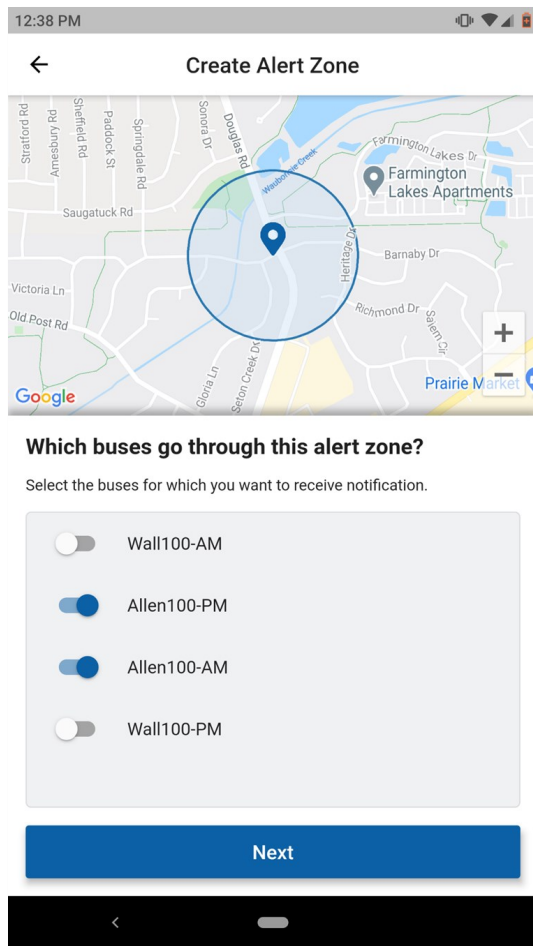 12:38 PM
Create Alert Zone
Stratford Rd
Amesbury Rd
Sheffield Rd
Paddock St
Springdale Rd
Sonora Dr
Douglas Rd
Waubonsie Creek
Farmington Lakes Dr
Farmington
Lakes Apartments
Saugatuck Rd
Heritage Dr
Barnaby Dr
Victoria Ln
Old Post Rd
Richmond Dr
Salem Cir
Gloria Ln
Seton Creek Dr
Prairie Market
Google
+
−
Which buses go through this alert zone?
Select the buses for which you want to receive notification.
Wall100-AM
Allen100-PM
Allen100-AM
Wall100-PM
Next